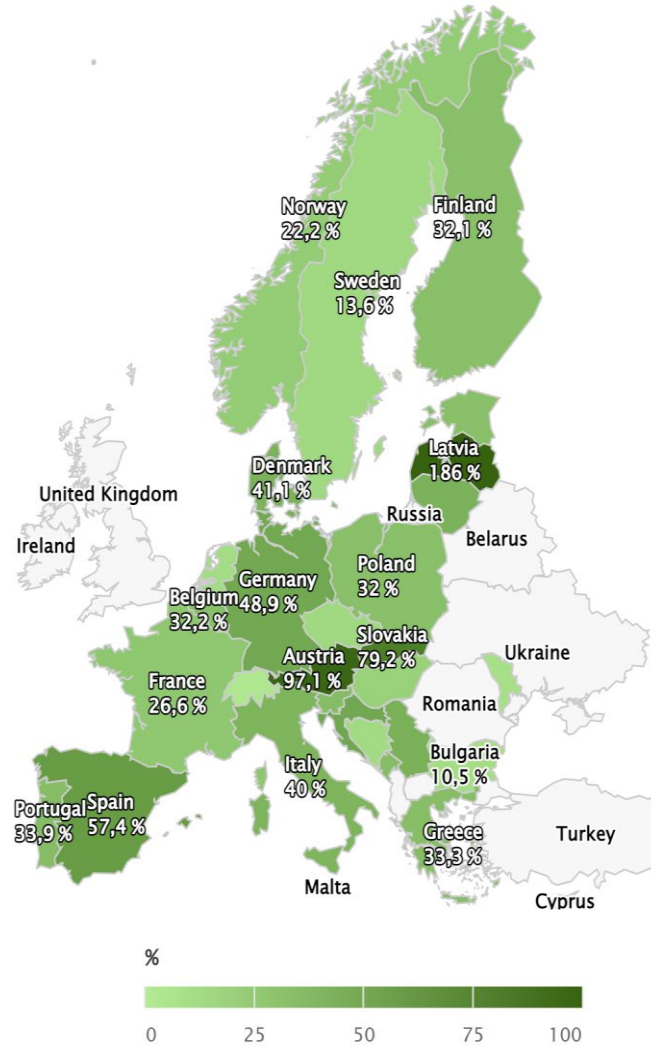 Norway
22,2 %
Finland
32,1 %
Sweden
13,6 %
Denmark
41,1 %
Latvia
186 %
United Kingdom
Russia
Ireland
Belarus
Poland
32 %
Germany
48,9 %
Belgium
32,2 %
Slovakia
79,2 %
Ukraine
Austria
97,1 %
France
26,6 %
Romania
Bulgaria
10,5 %
Italy
40 %
Portugal
33,9 %
Spain
57,4 %
Greece
33,3 %
Turkey
Malta
Cyprus
%
0 25 50 75 100